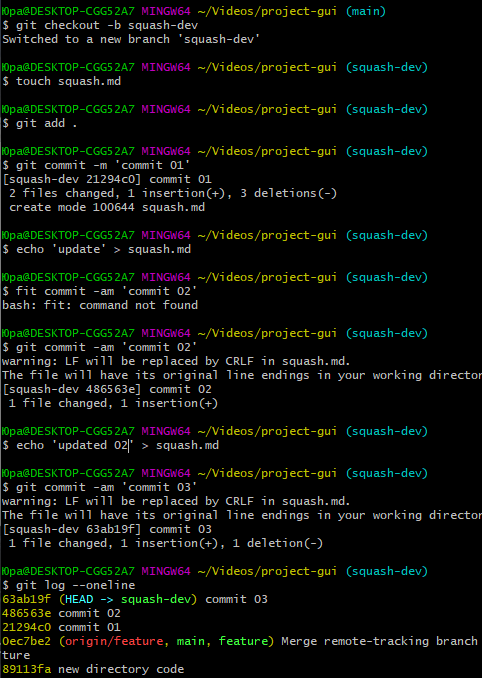 H0pa@DESKTOP-CGG52A7 MINGW64 ~/Videos/project-gui (main)
$ git checkout -b squash-dev
Switched to a new branch 'squash-dev'
H0pa@DESKTOP-CGG52A7 MINGW64 ~/Videos/project-gui (squash-dev)
$ touch squash.md
H0pa@DESKTOP-CGG52A7 MINGW64 ~/Videos/project-gui (squash-dev)
$ git add .
H0pa@DESKTOP-CGG52A7 MINGW64 ~/Videos/project-gui (squash-dev)
$ git commit -m 'commit 01'
[squash-dev 21294c0] commit 01
 2 files changed, 1 insertion(+), 3 deletions(-)
 create mode 100644 squash.md
H0pa@DESKTOP-CGG52A7 MINGW64 ~/Videos/project-gui (squash-dev)
$ echo 'update' > squash.md
H0pa@DESKTOP-CGG52A7 MINGW64 ~/Videos/project-gui (squash-dev)
$ fit commit -am 'commit 02'
bash: fit: command not found
H0pa@DESKTOP-CGG52A7 MINGW64 ~/Videos/project-gui (squash-dev)
$ git commit -am 'commit 02'
warning: LF will be replaced by CRLF in squash.md.
The file will have its original line endings in your working director
[squash-dev 486563e] commit 02
 1 file changed, 1 insertion(+)
H0pa@DESKTOP-CGG52A7 MINGW64 ~/Videos/project-gui (squash-dev)
$ echo 'updated 02' > squash.md
H0pa@DESKTOP-CGG52A7 MINGW64 ~/Videos/project-gui (squash-dev)
$ git commit -am 'commit 03'
warning: LF will be replaced by CRLF in squash.md.
The file will have its original line endings in your working director
[squash-dev 63ab19f] commit 03
 1 file changed, 1 insertion(+), 1 deletion(-)
H0pa@DESKTOP-CGG52A7 MINGW64 ~/Videos/project-gui (squash-dev)
$ git log --oneline
63ab19f (HEAD -> squash-dev) commit 03
486563e commit 02
21294c0 commit 01
0ec7be2 (origin/feature, main, feature) Merge remote-tracking branch
ture
89113fa new directory code